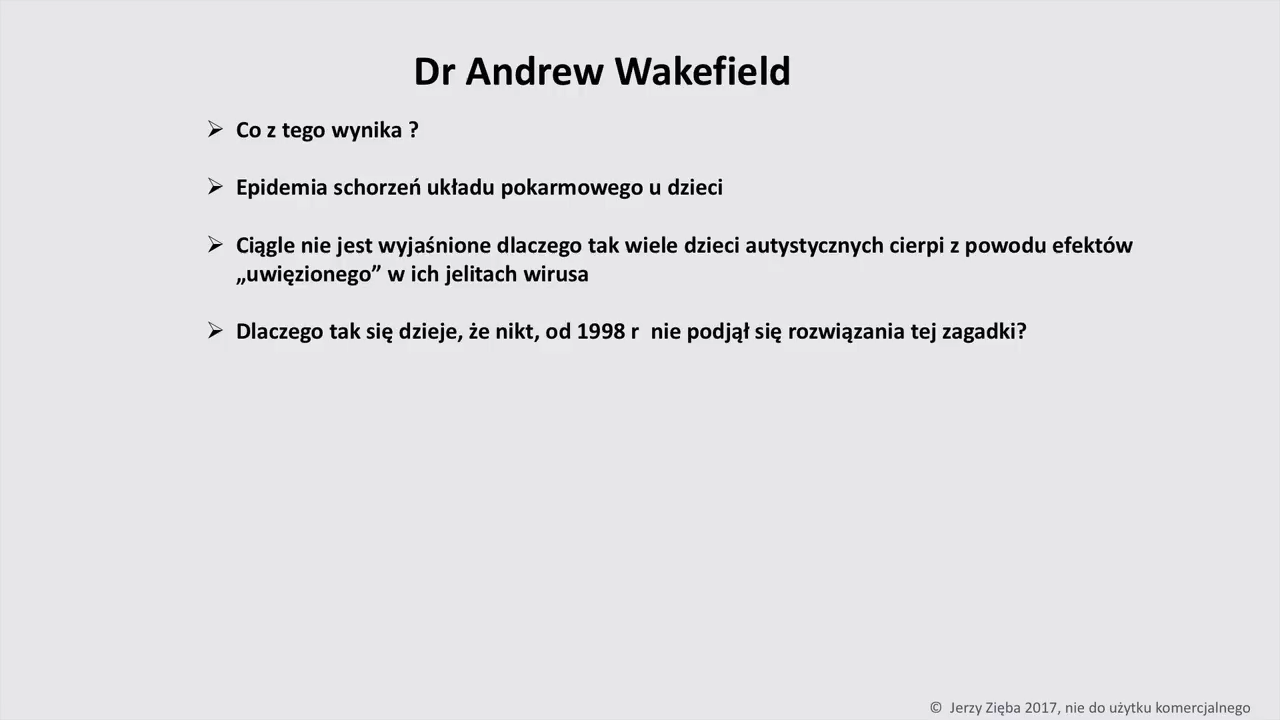 Dr Andrew Wakefield
➢ Co z tego wynika ?
➢ Epidemia schorzeń układu pokarmowego u dzieci
➢ Ciągle nie jest wyjaśnione dlaczego tak wiele dzieci autystycznych cierpi z powodu efektów
„uwięzionego” w ich jelitach wirusa
➢ Dlaczego tak się dzieje, że nikt, od 1998 r  nie podjął się rozwiązania tej zagadki?
© Jerzy Zięba 2017, nie do użytku komercjalnego